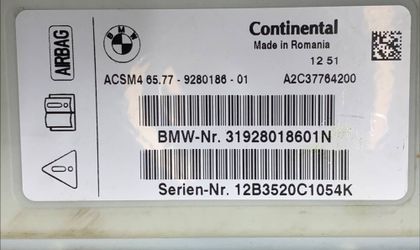 AIRBAG
BMW
Continental
Made in Romania
12 51
ACSM4 65.77 - 9280186 - 01
A2C37764200
BMW-Nr. 31928018601N
Serien-Nr. 12B3520C1054K